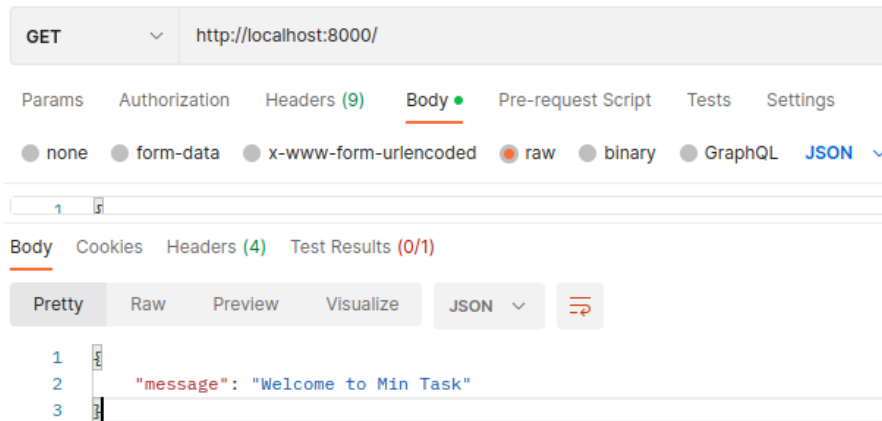 GET http://localhost:8000/
Params Authorization Headers (9) Body Pre-request Script Tests Settings
none form-data x-www-form-urlencoded raw binary GraphQL JSON
1 {
Body Cookies Headers (4) Test Results (0/1)
Pretty Raw Preview Visualize JSON
1 {
2 "message": "Welcome to Min Task"
3 }